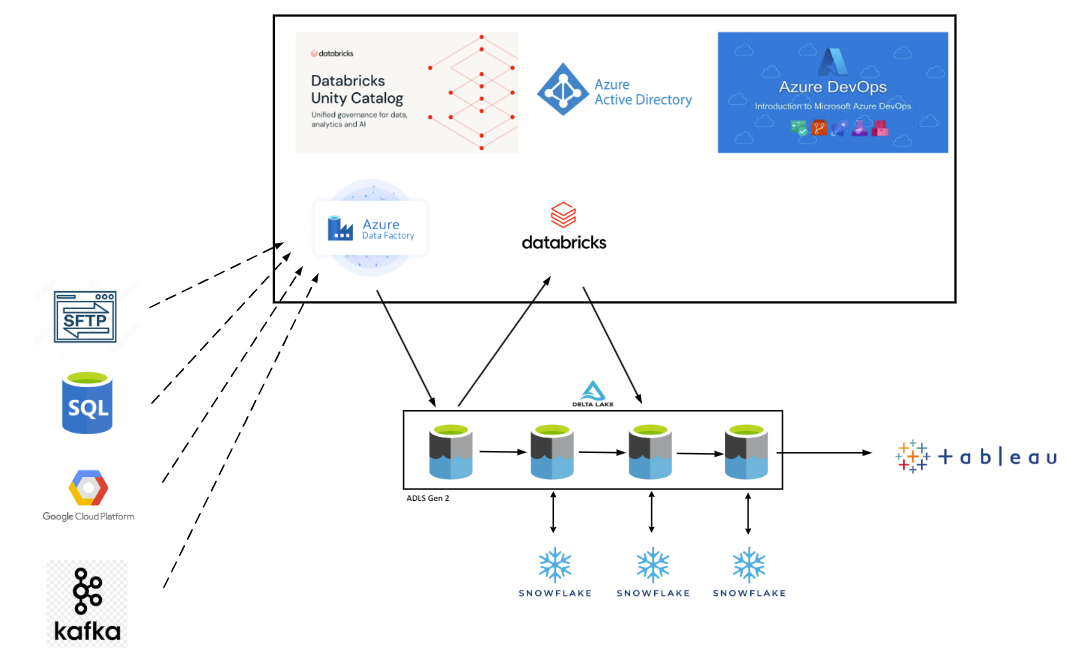 databricks
Databricks
Unity Catalog
Unified governance for data,
analytics and AI
Azure
Active Directory
Azure DevOps
Introduction to Microsoft Azure DevOps
Azure
Data Factory
databricks
SFTP
SQL
Google Cloud Platform
kafka
DELTA LAKE
ADLS Gen 2
+ a b l e a u
SNOWFLAKE
SNOWFLAKE
SNOWFLAKE